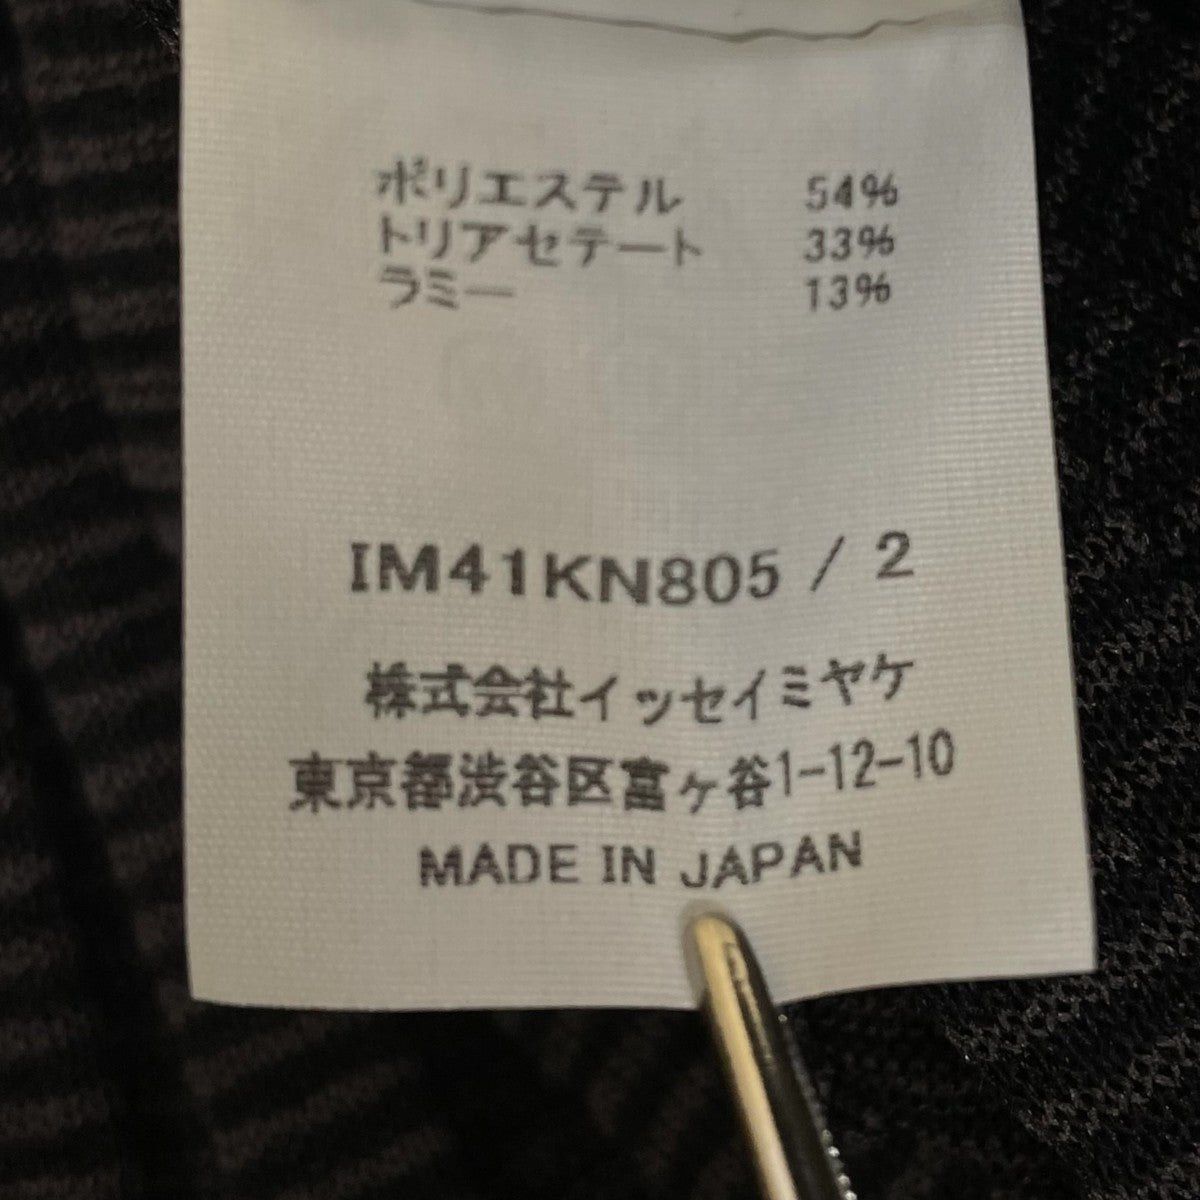 ポリエステル 54%
トリアセテート 33%
ラミー 13%
IM41KN805 / 2
株式会社イッセイミヤケ
東京都渋谷区富ヶ谷1-12-10
MADE IN JAPAN